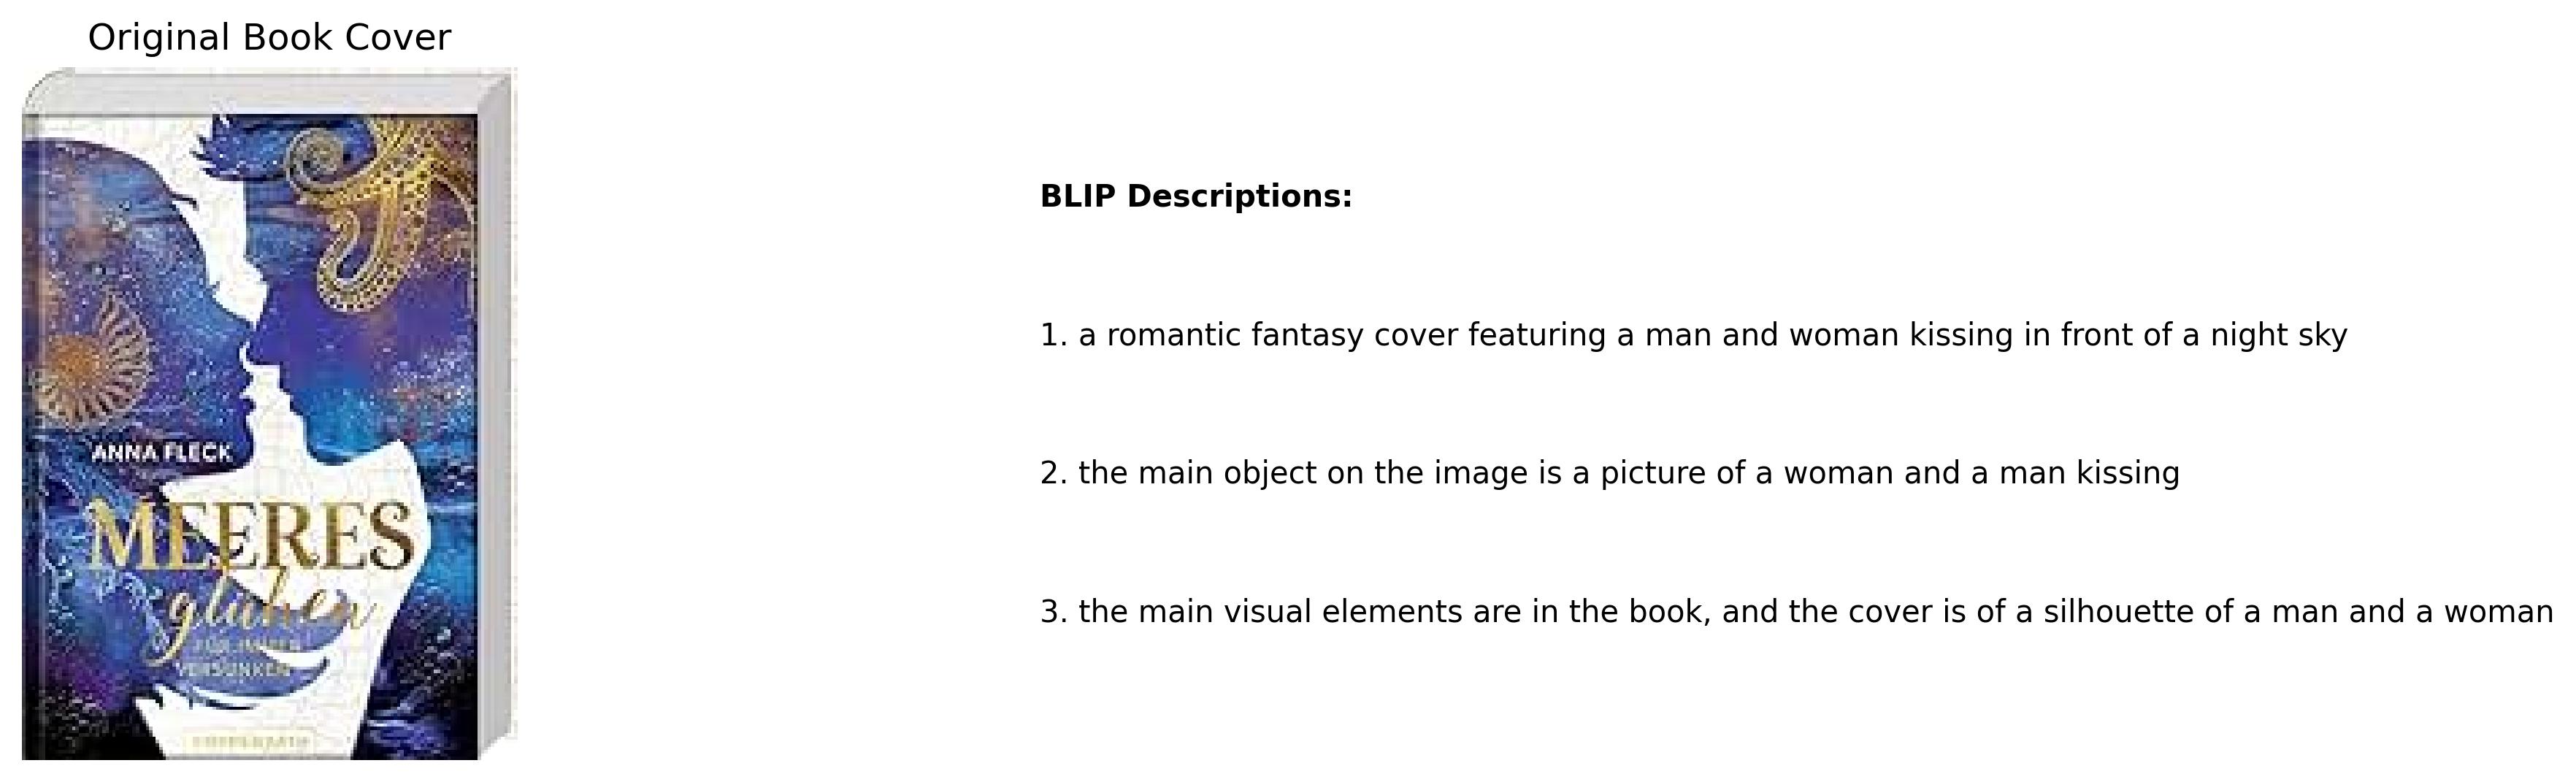 Original Book Cover
ANNA FLECK
MEERES
glühen
FÜR IMMER
VERSUNKEN
COPPENRATH
BLIP Descriptions:
1. a romantic fantasy cover featuring a man and woman kissing in front of a night sky
2. the main object on the image is a picture of a woman and a man kissing
3. the main visual elements are in the book, and the cover is of a silhouette of a man and a woman